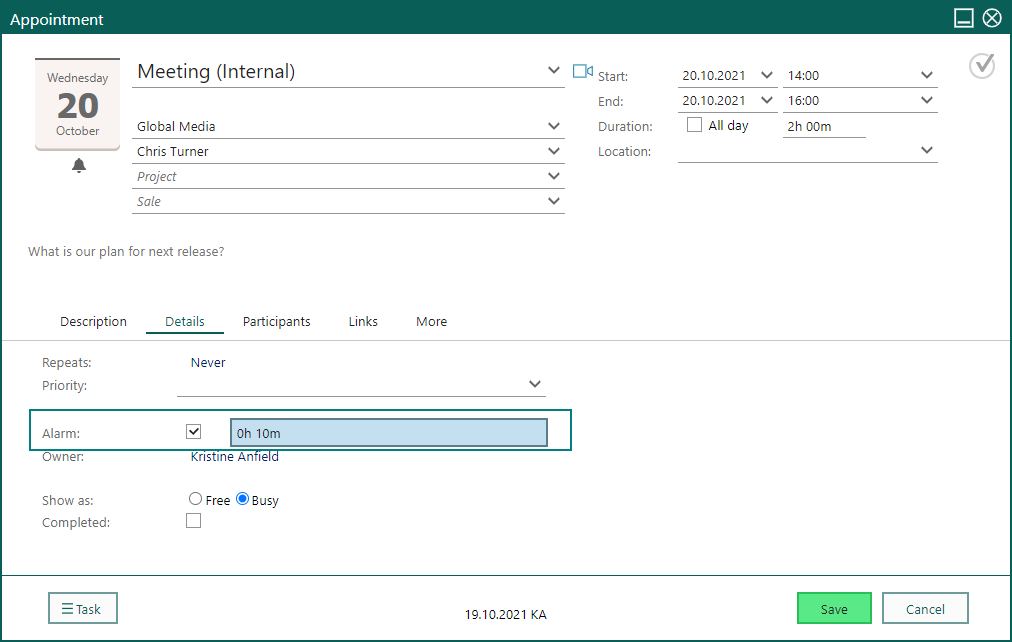 Appointment
Wednesday
20
October
Meeting (Internal)
Global Media
Chris Turner
Project
Sale
Start: 20.10.2021 14:00
End: 20.10.2021 16:00
Duration: All day 2h 00m
Location:
What is our plan for next release?
Description Details Participants Links More
Repeats: Never
Priority:
Alarm: 0h 10m
Owner: Kristine Anfield
Show as: Free Busy
Completed:
Task 19.10.2021 KA Save Cancel